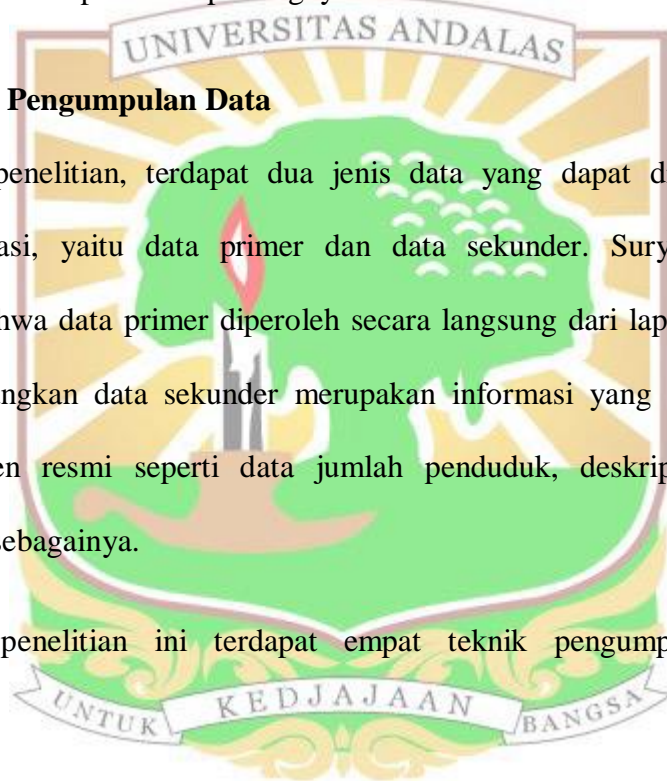 UNIVERSITAS ANDALAS
Pengumpulan Data
penelitian, terdapat dua jenis data yang dapat d
asi, yaitu data primer dan data sekunder. Sury
hwa data primer diperoleh secara langsung dari lap
ngkan data sekunder merupakan informasi yang
en resmi seperti data jumlah penduduk, deskrip
sebagainya.
penelitian ini terdapat empat teknik pengump
UNTUK KEDJAJAAN BANGSA